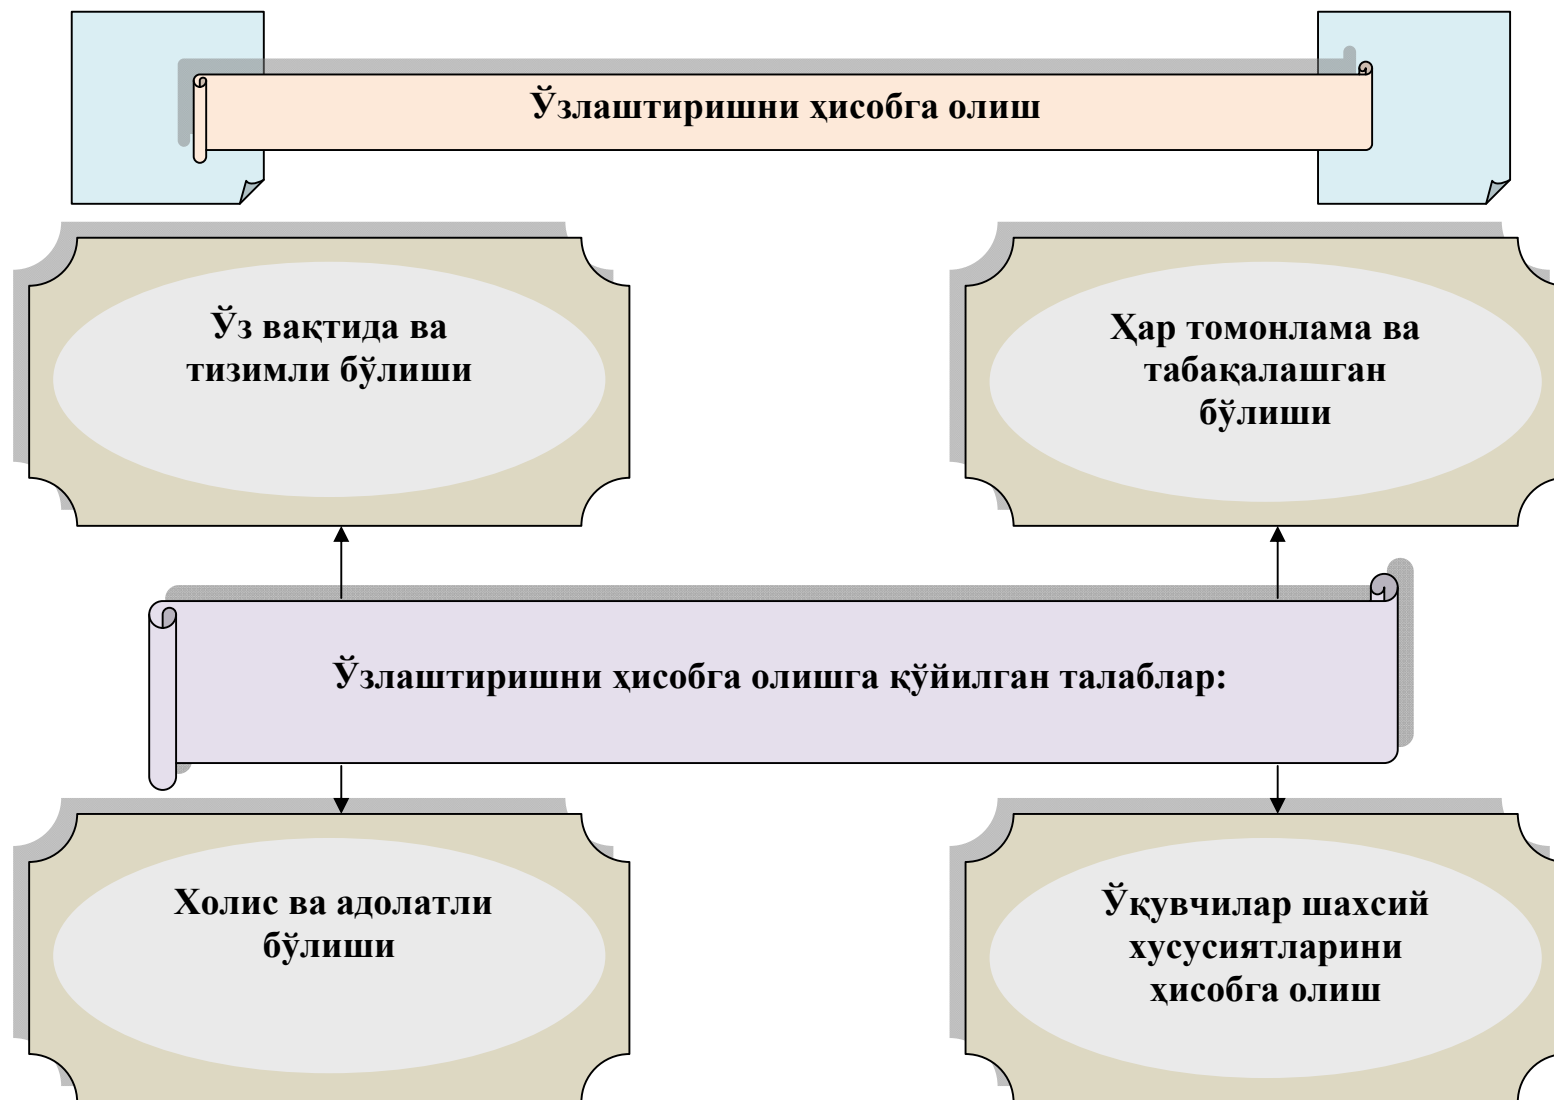 Ўзлаштиришни ҳисобга олиш
Ўз вақтида ва
тизимли бўлиши
Ҳар томонлама ва
табақалашган
бўлиши
Ўзлаштиришни ҳисобга олишга қўйилган талаблар:
Холис ва адолатли
бўлиши
Ўқувчилар шахсий
хусусиятларини
ҳисобга олиш